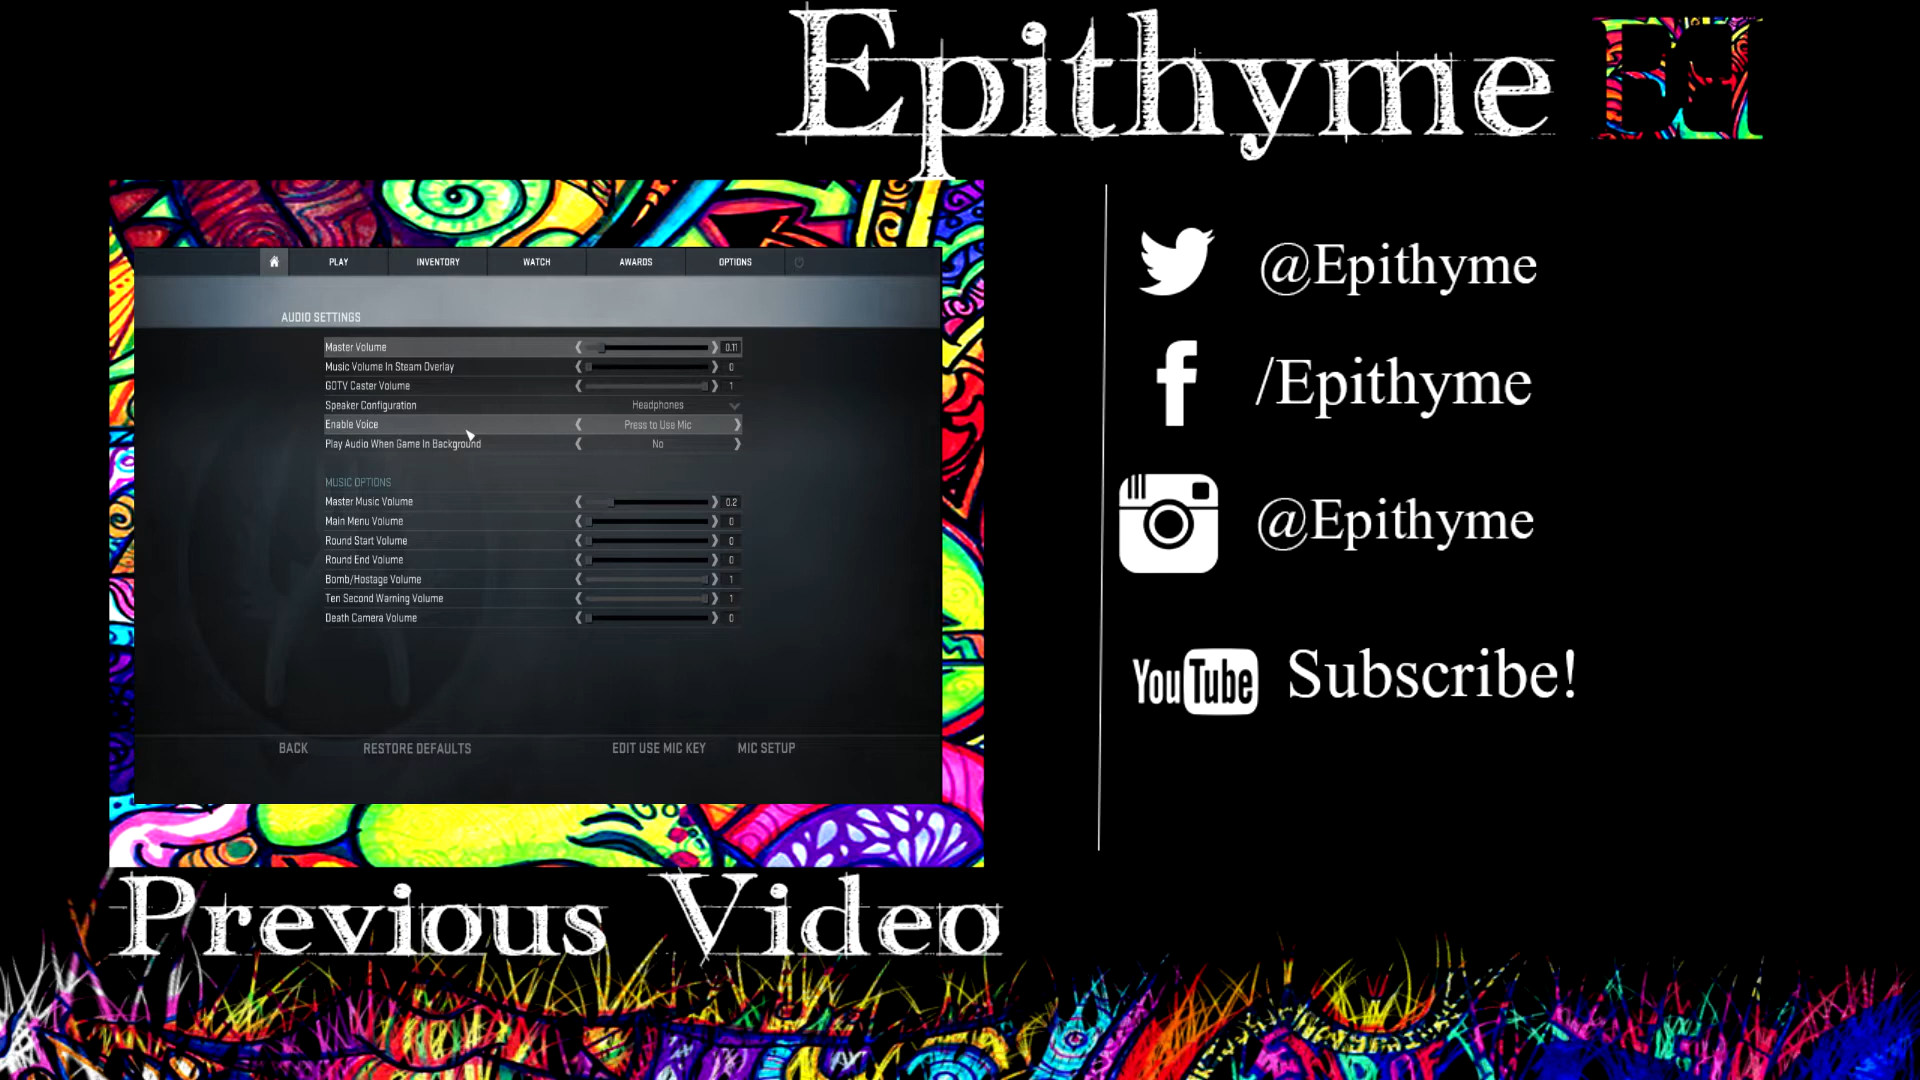 Epithyme
PLAY INVENTORY WATCH AWARDS OPTIONS
AUDIO SETTINGS
Master Volume 0.11
Music Volume In Steam Overlay 0
GOTV Caster Volume 1
Speaker Configuration Headphones
Enable Voice Press to Use Mic
Play Audio When Game In Background No
MUSIC OPTIONS
Master Music Volume 0.2
Main Menu Volume 0
Round Start Volume 0
Round End Volume 0
Bomb/Hostage Volume 1
Ten Second Warning Volume 1
Death Camera Volume 0
BACK RESTORE DEFAULTS EDIT USE MIC KEY MIC SETUP
Previous Video
@Epithyme
/Epithyme
@Epithyme
YouTube Subscribe!